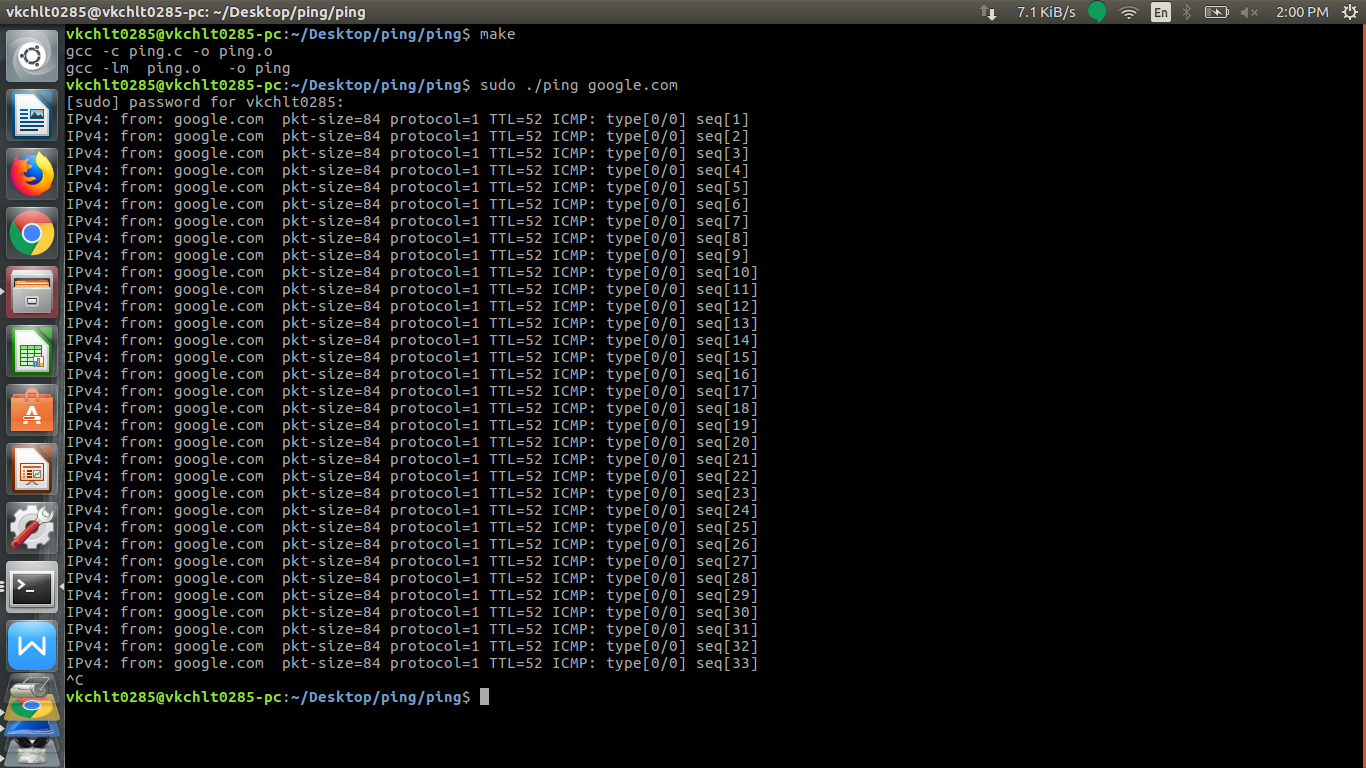 vkchlt0285@vkchlt0285-pc: ~/Desktop/ping/ping 7.1 KiB/s En 2:00 PM
vkchlt0285@vkchlt0285-pc:~/Desktop/ping/ping$ make
gcc -c ping.c -o ping.o
gcc -lm  ping.o   -o ping
vkchlt0285@vkchlt0285-pc:~/Desktop/ping/ping$ sudo ./ping google.com
[sudo] password for vkchlt0285:
IPv4: from: google.com  pkt-size=84 protocol=1 TTL=52 ICMP: type[0/0] seq[1]
IPv4: from: google.com  pkt-size=84 protocol=1 TTL=52 ICMP: type[0/0] seq[2]
IPv4: from: google.com  pkt-size=84 protocol=1 TTL=52 ICMP: type[0/0] seq[3]
IPv4: from: google.com  pkt-size=84 protocol=1 TTL=52 ICMP: type[0/0] seq[4]
IPv4: from: google.com  pkt-size=84 protocol=1 TTL=52 ICMP: type[0/0] seq[5]
IPv4: from: google.com  pkt-size=84 protocol=1 TTL=52 ICMP: type[0/0] seq[6]
IPv4: from: google.com  pkt-size=84 protocol=1 TTL=52 ICMP: type[0/0] seq[7]
IPv4: from: google.com  pkt-size=84 protocol=1 TTL=52 ICMP: type[0/0] seq[8]
IPv4: from: google.com  pkt-size=84 protocol=1 TTL=52 ICMP: type[0/0] seq[9]
IPv4: from: google.com  pkt-size=84 protocol=1 TTL=52 ICMP: type[0/0] seq[10]
IPv4: from: google.com  pkt-size=84 protocol=1 TTL=52 ICMP: type[0/0] seq[11]
IPv4: from: google.com  pkt-size=84 protocol=1 TTL=52 ICMP: type[0/0] seq[12]
IPv4: from: google.com  pkt-size=84 protocol=1 TTL=52 ICMP: type[0/0] seq[13]
IPv4: from: google.com  pkt-size=84 protocol=1 TTL=52 ICMP: type[0/0] seq[14]
IPv4: from: google.com  pkt-size=84 protocol=1 TTL=52 ICMP: type[0/0] seq[15]
IPv4: from: google.com  pkt-size=84 protocol=1 TTL=52 ICMP: type[0/0] seq[16]
IPv4: from: google.com  pkt-size=84 protocol=1 TTL=52 ICMP: type[0/0] seq[17]
IPv4: from: google.com  pkt-size=84 protocol=1 TTL=52 ICMP: type[0/0] seq[18]
IPv4: from: google.com  pkt-size=84 protocol=1 TTL=52 ICMP: type[0/0] seq[19]
IPv4: from: google.com  pkt-size=84 protocol=1 TTL=52 ICMP: type[0/0] seq[20]
IPv4: from: google.com  pkt-size=84 protocol=1 TTL=52 ICMP: type[0/0] seq[21]
IPv4: from: google.com  pkt-size=84 protocol=1 TTL=52 ICMP: type[0/0] seq[22]
IPv4: from: google.com  pkt-size=84 protocol=1 TTL=52 ICMP: type[0/0] seq[23]
IPv4: from: google.com  pkt-size=84 protocol=1 TTL=52 ICMP: type[0/0] seq[24]
IPv4: from: google.com  pkt-size=84 protocol=1 TTL=52 ICMP: type[0/0] seq[25]
IPv4: from: google.com  pkt-size=84 protocol=1 TTL=52 ICMP: type[0/0] seq[26]
IPv4: from: google.com  pkt-size=84 protocol=1 TTL=52 ICMP: type[0/0] seq[27]
IPv4: from: google.com  pkt-size=84 protocol=1 TTL=52 ICMP: type[0/0] seq[28]
IPv4: from: google.com  pkt-size=84 protocol=1 TTL=52 ICMP: type[0/0] seq[29]
IPv4: from: google.com  pkt-size=84 protocol=1 TTL=52 ICMP: type[0/0] seq[30]
IPv4: from: google.com  pkt-size=84 protocol=1 TTL=52 ICMP: type[0/0] seq[31]
IPv4: from: google.com  pkt-size=84 protocol=1 TTL=52 ICMP: type[0/0] seq[32]
IPv4: from: google.com  pkt-size=84 protocol=1 TTL=52 ICMP: type[0/0] seq[33]
^C
vkchlt0285@vkchlt0285-pc:~/Desktop/ping/ping$